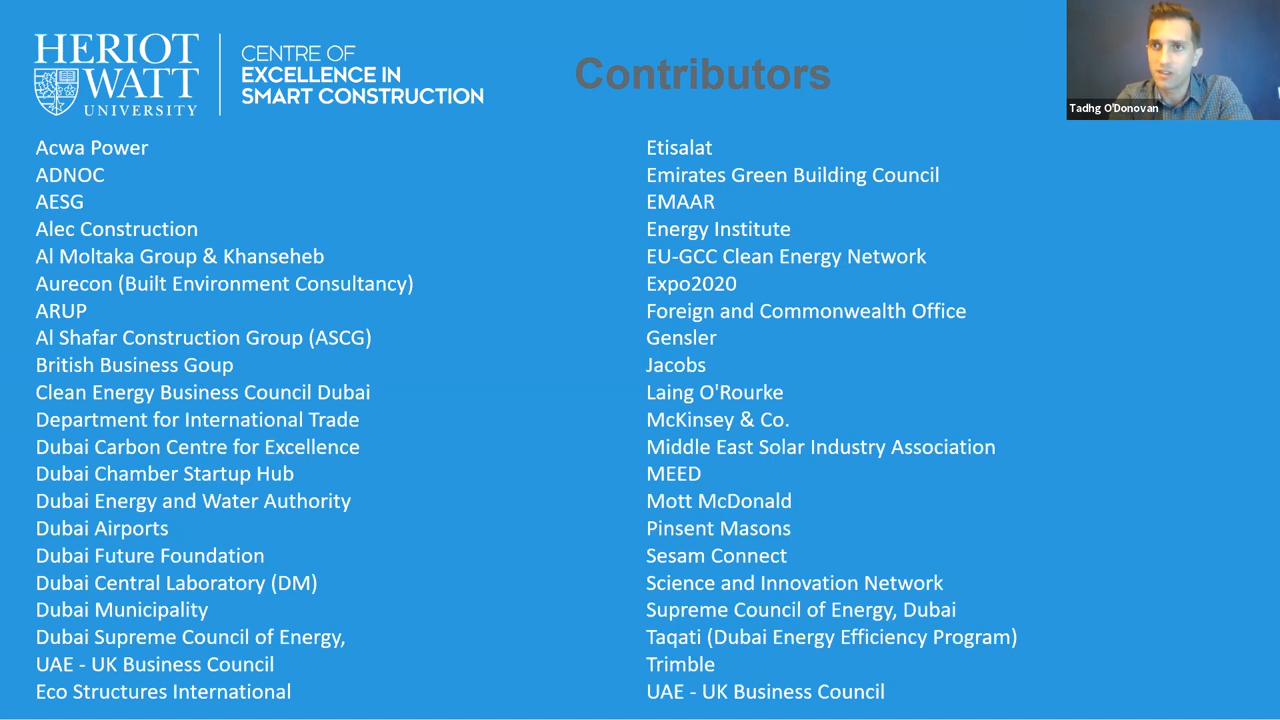 HERIOT
WATT
UNIVERSITY
CENTRE OF
EXCELLENCE IN
SMART CONSTRUCTION
Contributors
Tadhg O'Donovan
Acwa Power
ADNOC
AESG
Alec Construction
Al Moltaka Group & Khanseheb
Aurecon (Built Environment Consultancy)
ARUP
Al Shafar Construction Group (ASCG)
British Business Goup
Clean Energy Business Council Dubai
Department for International Trade
Dubai Carbon Centre for Excellence
Dubai Chamber Startup Hub
Dubai Energy and Water Authority
Dubai Airports
Dubai Future Foundation
Dubai Central Laboratory (DM)
Dubai Municipality
Dubai Supreme Council of Energy,
UAE - UK Business Council
Eco Structures International
Etisalat
Emirates Green Building Council
EMAAR
Energy Institute
EU-GCC Clean Energy Network
Expo2020
Foreign and Commonwealth Office
Gensler
Jacobs
Laing O'Rourke
McKinsey & Co.
Middle East Solar Industry Association
MEED
Mott McDonald
Pinsent Masons
Sesam Connect
Science and Innovation Network
Supreme Council of Energy, Dubai
Taqati (Dubai Energy Efficiency Program)
Trimble
UAE - UK Business Council